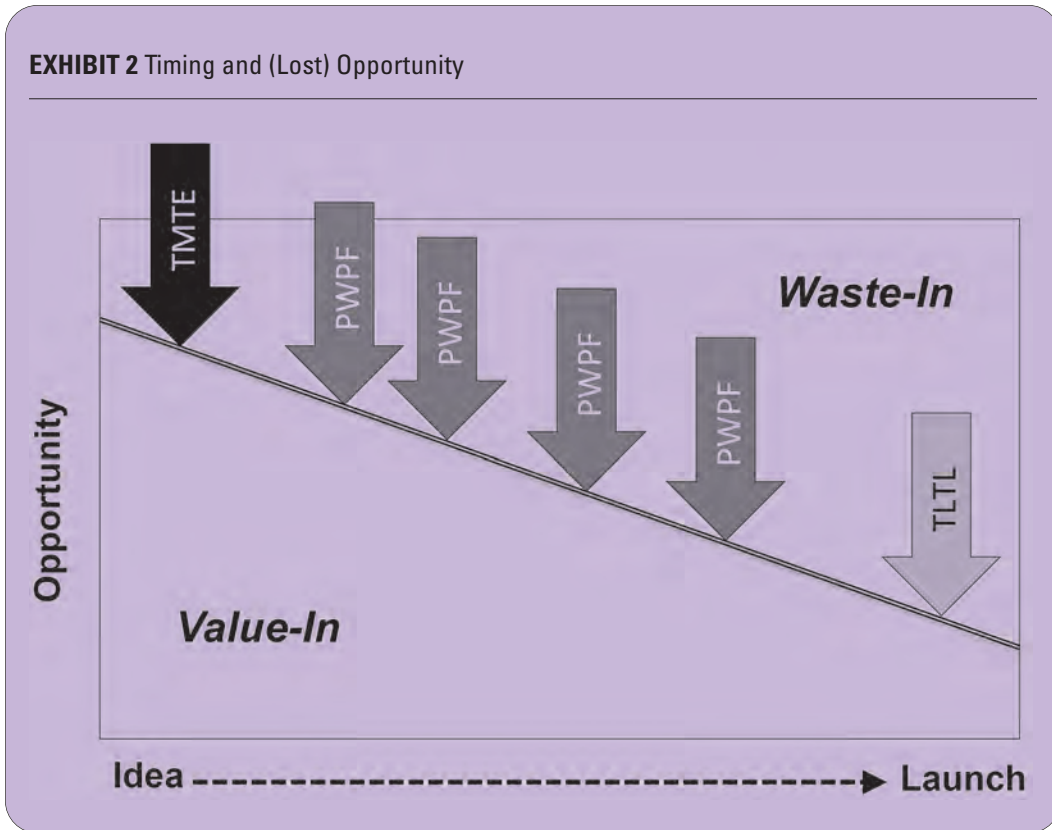 EXHIBIT 2 Timing and (Lost) Opportunity
TMTE
PWPF
PWPF
PWPF
PWPF
TLTL
Waste-In
Opportunity
Value-In
Idea
Launch